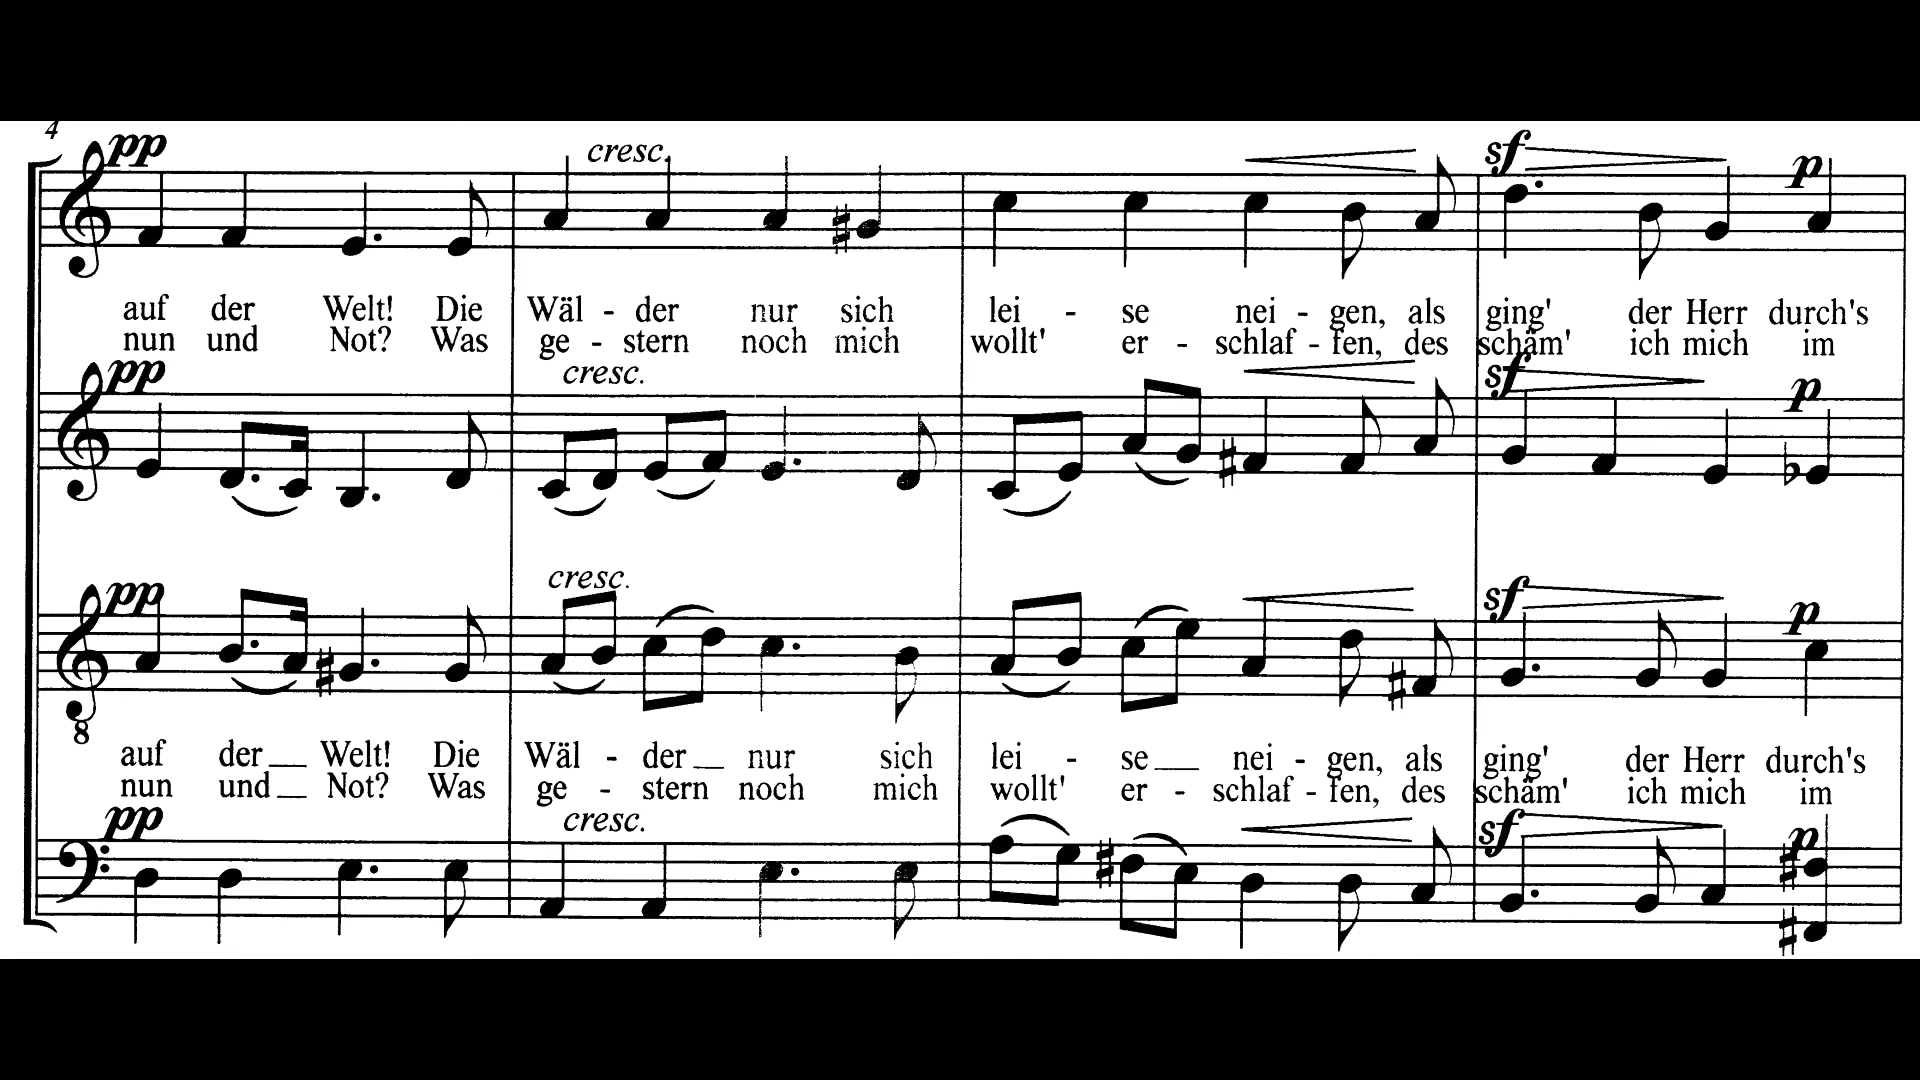 4
pp cresc. sf p
auf der Welt! Die Wäl - der nur sich lei - se nei - gen, als ging' der Herr durch's
nun und Not? Was ge - stern noch mich wollt' er - schlaf - fen, des schäm' ich mich im
pp cresc. sf p
pp cresc. sf p
8
auf der__ Welt! Die Wäl - der__ nur sich lei - se__ nei - gen, als ging' der Herr durch's
nun und__ Not? Was ge - stern noch mich wollt' er - schlaf - fen, des schäm' ich mich im
pp cresc. sf p